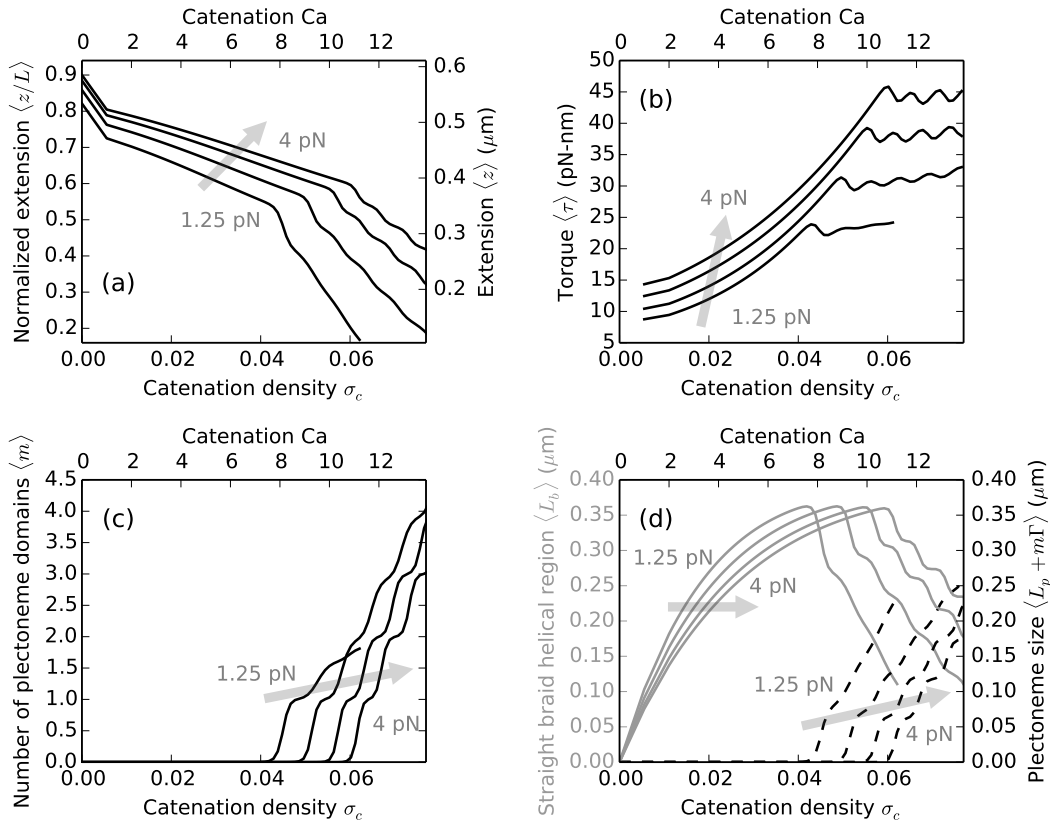 Catenation Ca
0 2 4 6 8 10 12
Normalized extension ⟨z/L⟩
0.9
0.8
0.7
0.6
0.5
0.4
0.3
0.2
4 pN
1.25 pN
(a)
0.6
0.5
0.4
0.3
0.2
Extension ⟨z⟩ (μm)
0.00 0.02 0.04 0.06
Catenation density σc
Catenation Ca
0 2 4 6 8 10 12
Torque ⟨τ⟩ (pN-nm)
50
45
40
35
30
25
20
15
10
5
(b)
4 pN
1.25 pN
0.00 0.02 0.04 0.06
Catenation density σc
Catenation Ca
0 2 4 6 8 10 12
Number of plectoneme domains ⟨m⟩
4.5
4.0
3.5
3.0
2.5
2.0
1.5
1.0
0.5
0.0
(c)
1.25 pN
4 pN
0.00 0.02 0.04 0.06
Catenation density σc
Catenation Ca
0 2 4 6 8 10 12
Straight braid helical region ⟨Lb⟩ (μm)
0.40
0.35
0.30
0.25
0.20
0.15
0.10
0.05
0.00
(d)
1.25 pN
4 pN
1.25 pN
4 pN
0.40
0.35
0.30
0.25
0.20
0.15
0.10
0.05
0.00
Plectoneme size ⟨Lp + mΓ⟩ (μm)
0.00 0.02 0.04 0.06
Catenation density σc